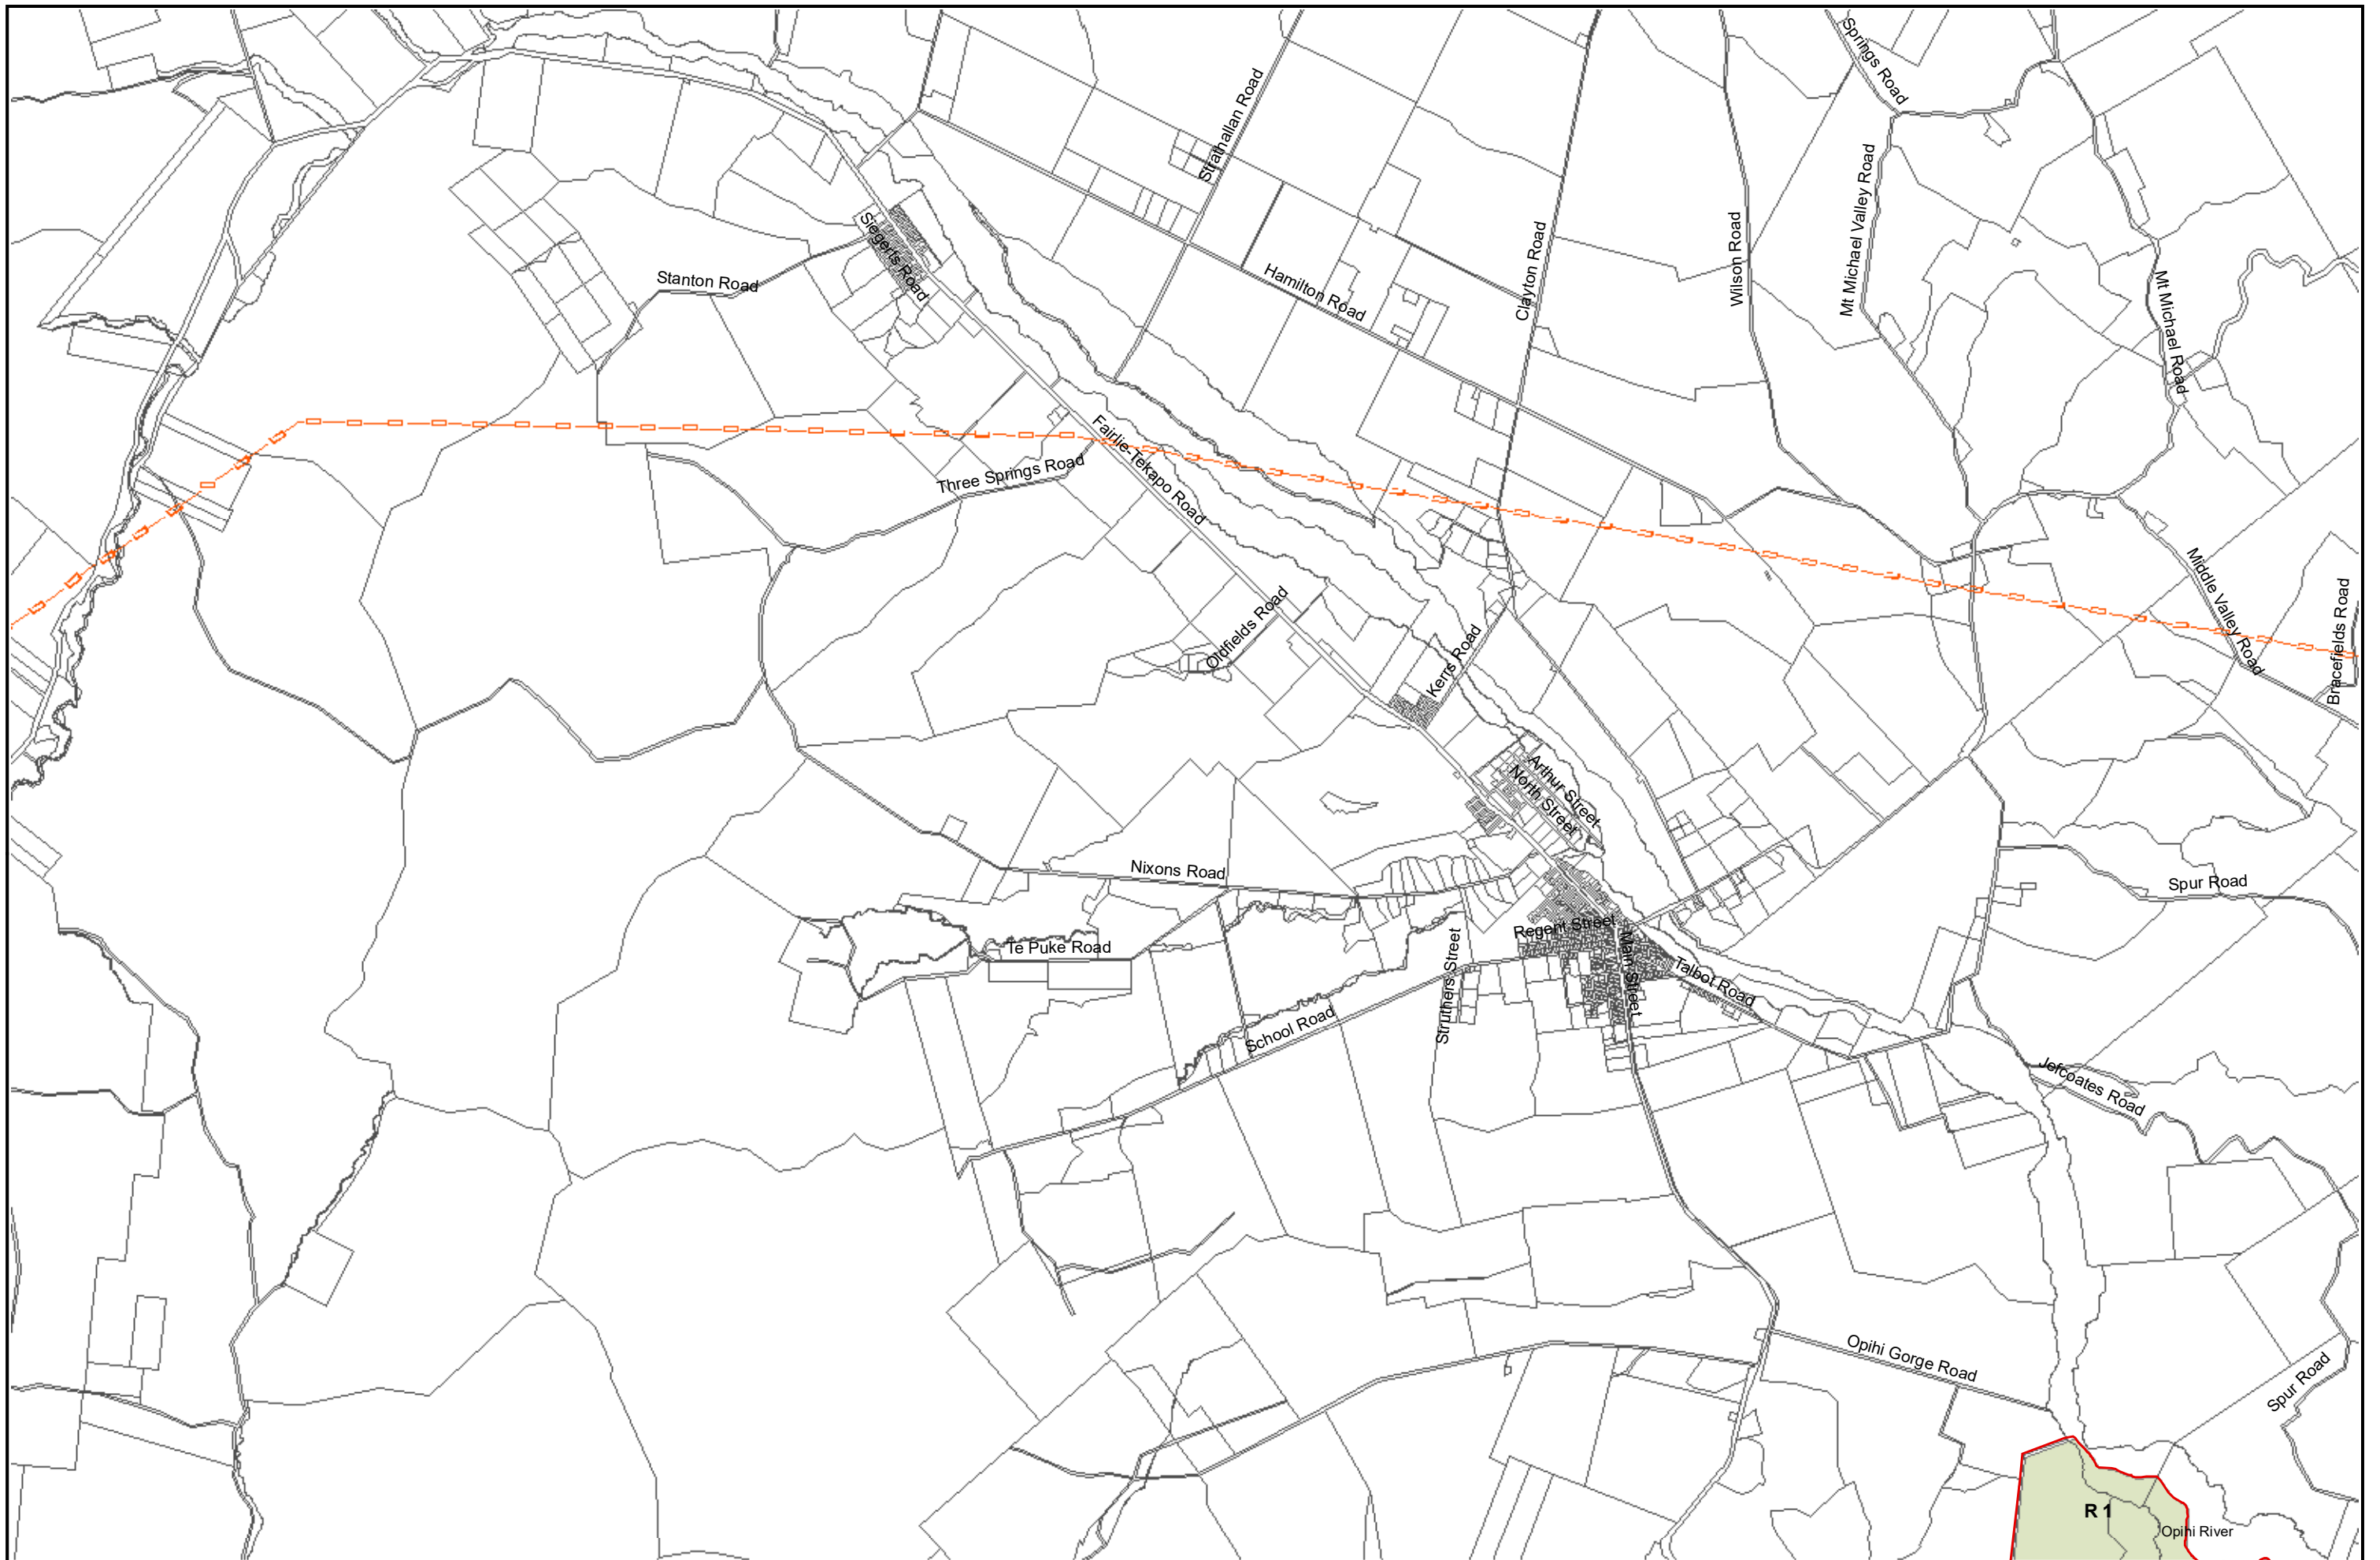 Springs Road
Strathallan Road
Mt Michael Valley Road
Siegerts Road
Wilson Road
Clayton Road
Stanton Road
Hamilton Road
Mt Michael Road
Fairlie-Tekapo Road
Three Springs Road
Middle Valley Road
Bracefields Road
Oldfields Road
Kerrs Road
Arthur Street
North Street
Nixons Road
Spur Road
Regent Street
Te Puke Road
Struthers Street
Main Street
Talbot Road
School Road
Jefcoates Road
Opihi Gorge Road
Spur Road
R 1
Opihi River